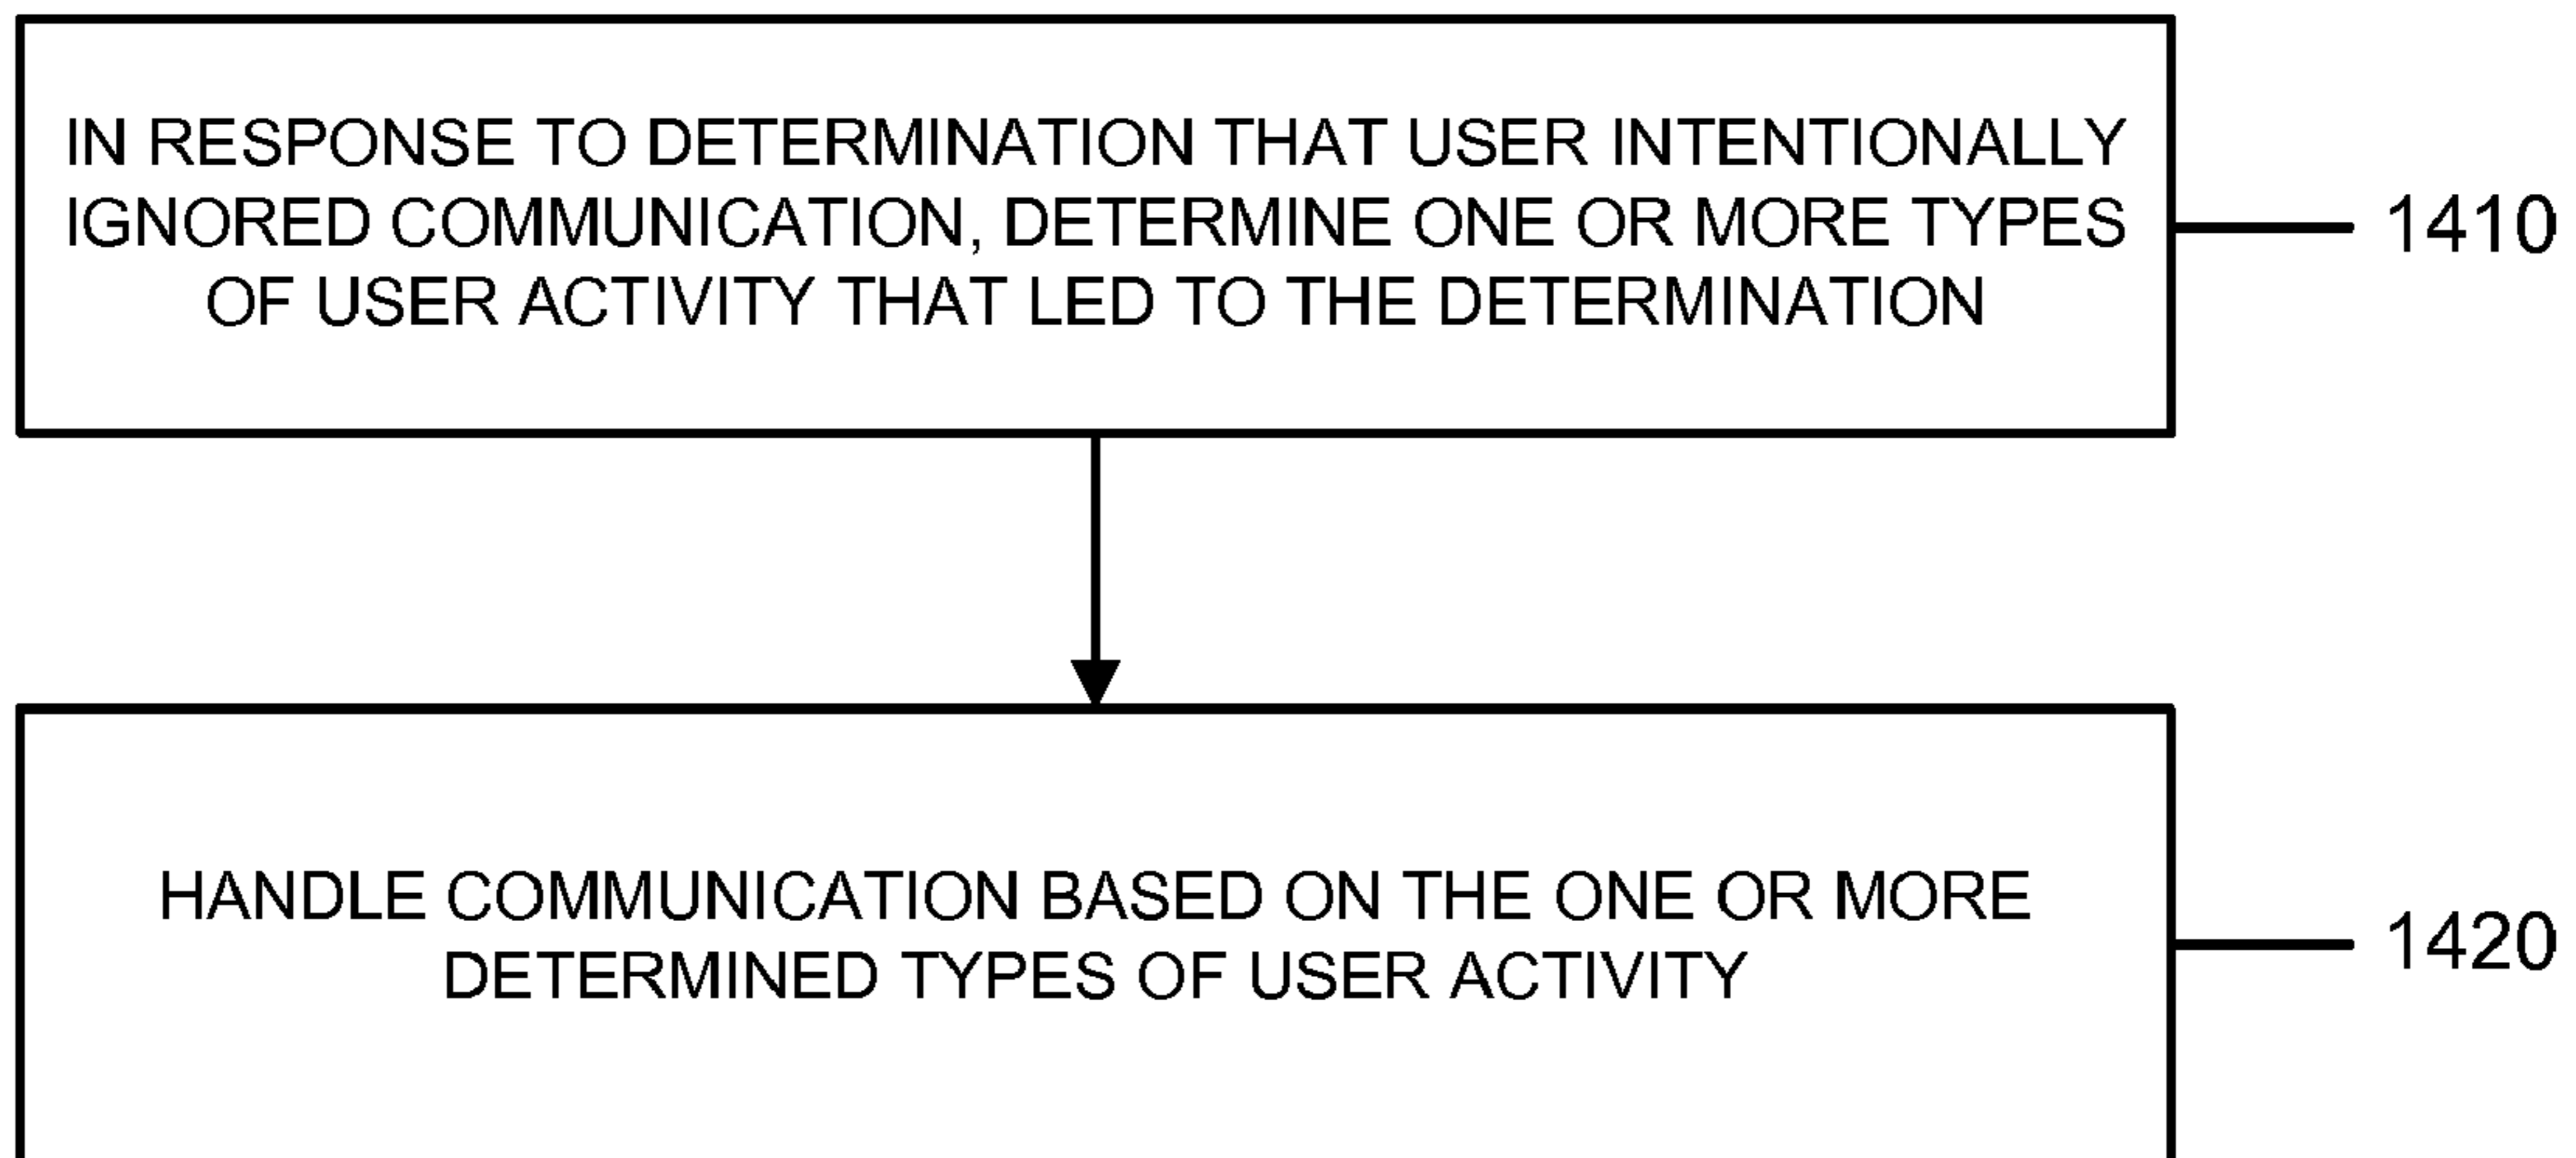 IN RESPONSE TO DETERMINATION THAT USER INTENTIONALLY
IGNORED COMMUNICATION, DETERMINE ONE OR MORE TYPES
OF USER ACTIVITY THAT LED TO THE DETERMINATION
1410
HANDLE COMMUNICATION BASED ON THE ONE OR MORE
DETERMINED TYPES OF USER ACTIVITY
1420